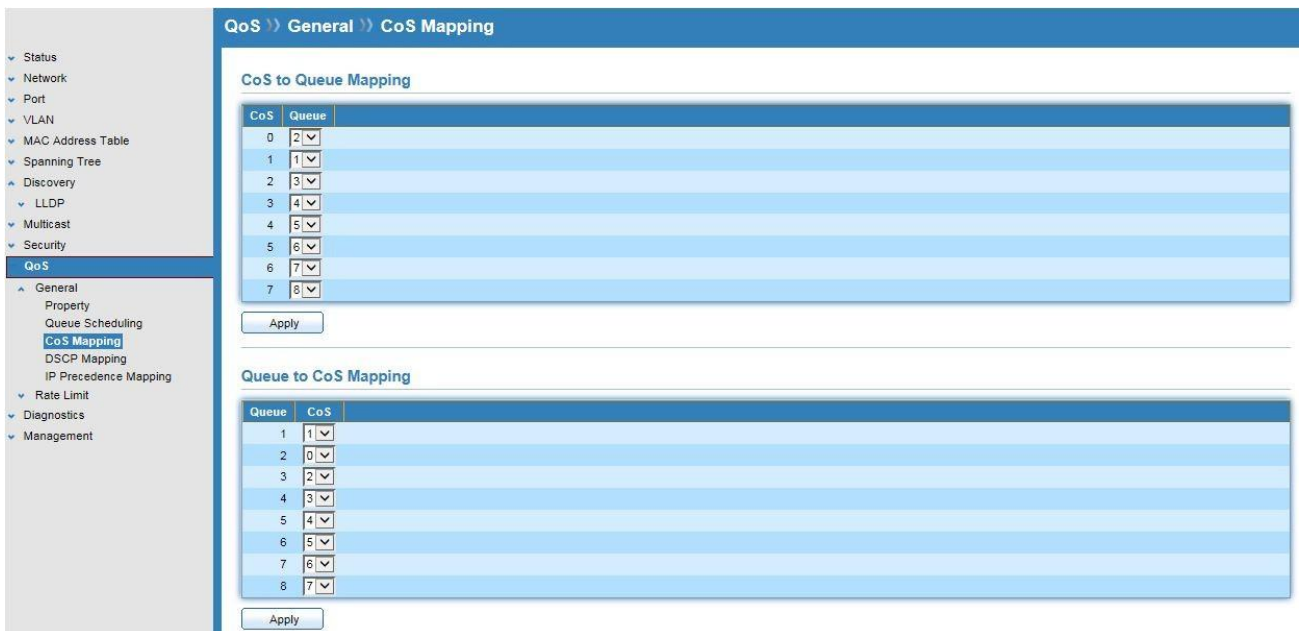 QoS 》 General 》 CoS Mapping
Status
Network
Port
VLAN
MAC Address Table
Spanning Tree
Discovery
LLDP
Multicast
Security
QoS
General
Property
Queue Scheduling
CoS Mapping
DSCP Mapping
IP Precedence Mapping
Rate Limit
Diagnostics
Management
CoS to Queue Mapping
CoS Queue
0 2
1 1
2 3
3 4
4 5
5 6
6 7
7 8
Apply
Queue to CoS Mapping
Queue CoS
1 1
2 0
3 2
4 3
5 4
6 5
7 6
8 7
Apply